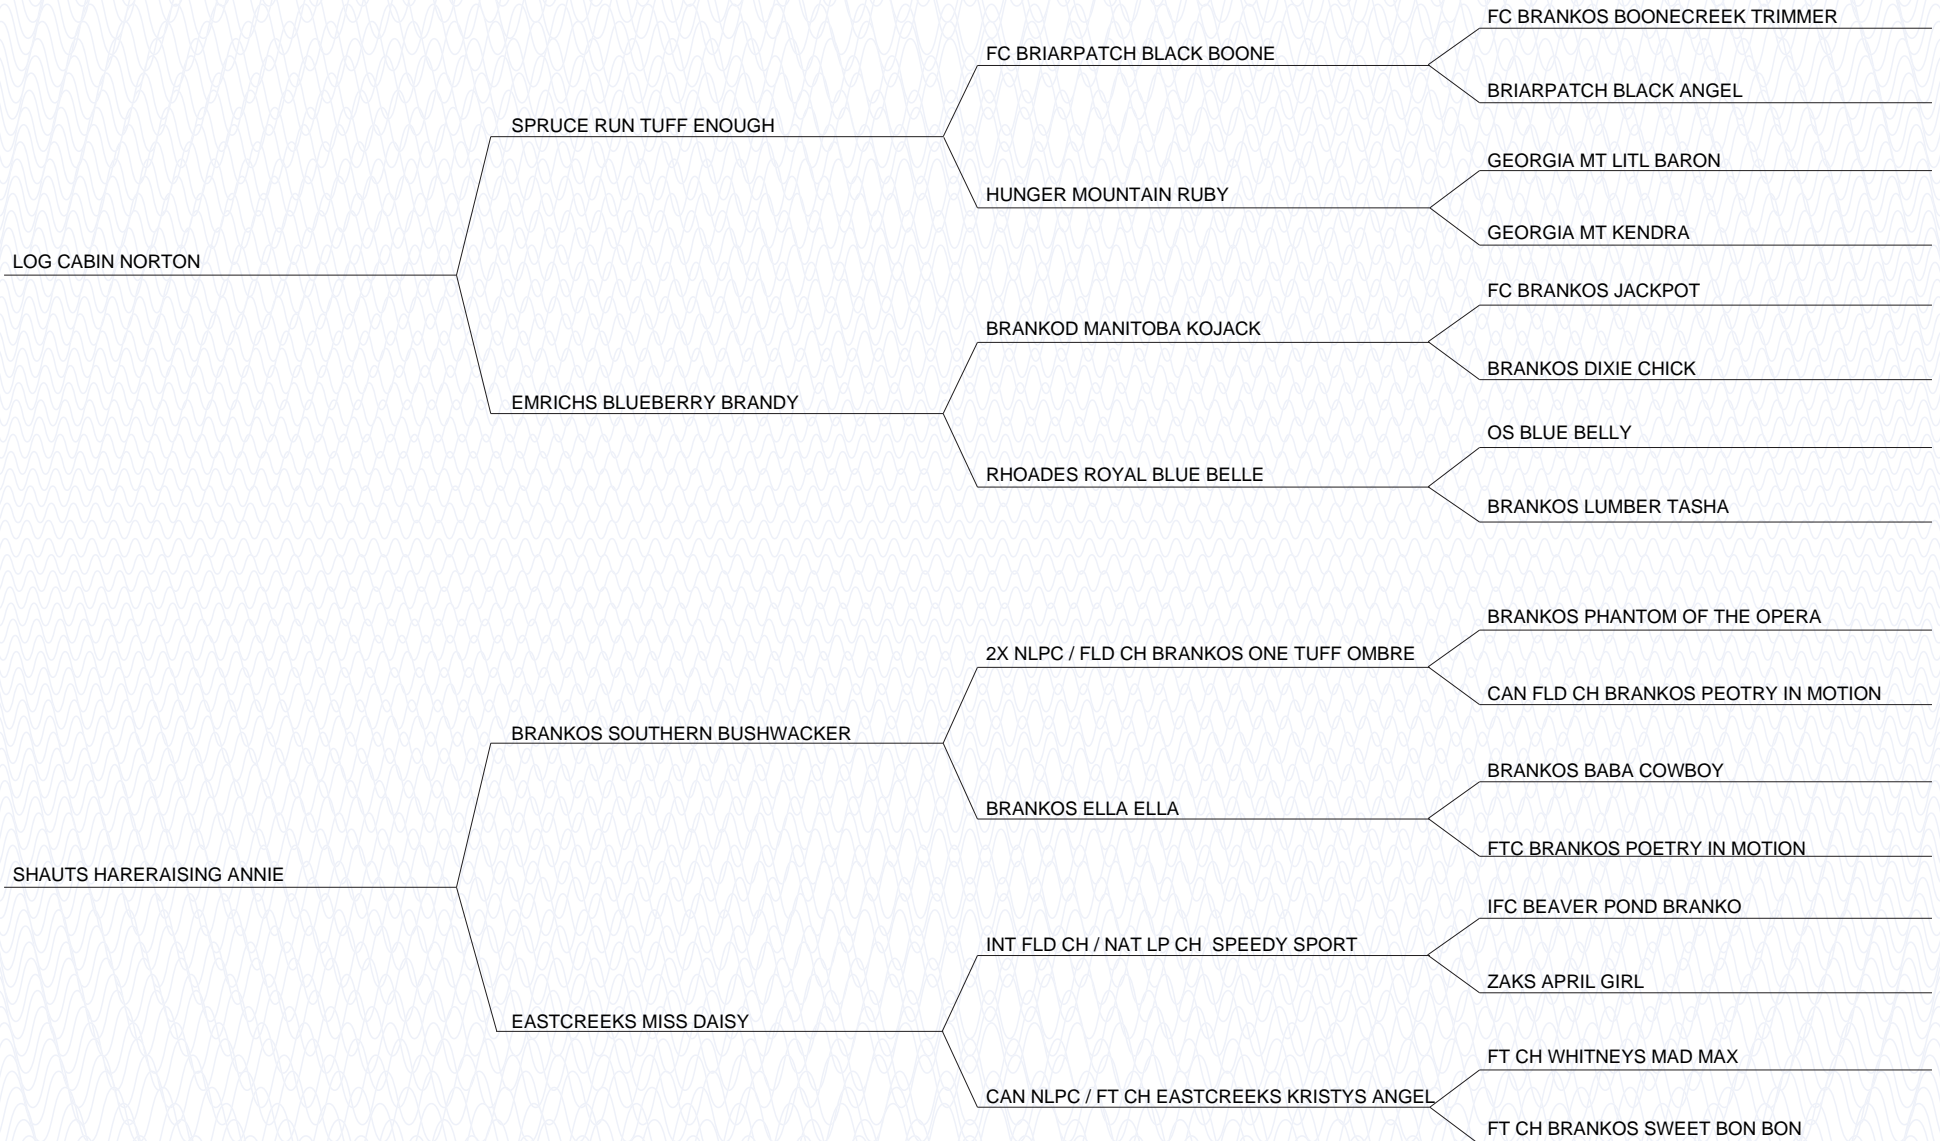 FC BRANKOS BOONECREEK TRIMMER
FC BRIARPATCH BLACK BOONE
BRIARPATCH BLACK ANGEL
SPRUCE RUN TUFF ENOUGH
GEORGIA MT LITL BARON
HUNGER MOUNTAIN RUBY
GEORGIA MT KENDRA
LOG CABIN NORTON
FC BRANKOS JACKPOT
BRANKOD MANITOBA KOJACK
BRANKOS DIXIE CHICK
EMRICHS BLUEBERRY BRANDY
OS BLUE BELLY
RHOADES ROYAL BLUE BELLE
BRANKOS LUMBER TASHA
BRANKOS PHANTOM OF THE OPERA
2X NLPC / FLD CH BRANKOS ONE TUFF OMBRE
CAN FLD CH BRANKOS PEOTRY IN MOTION
BRANKOS SOUTHERN BUSHWACKER
BRANKOS BABA COWBOY
BRANKOS ELLA ELLA
FTC BRANKOS POETRY IN MOTION
SHAUTS HARERAISING ANNIE
IFC BEAVER POND BRANKO
INT FLD CH / NAT LP CH  SPEEDY SPORT
ZAKS APRIL GIRL
EASTCREEKS MISS DAISY
FT CH WHITNEYS MAD MAX
CAN NLPC / FT CH EASTCREEKS KRISTYS ANGEL
FT CH BRANKOS SWEET BON BON